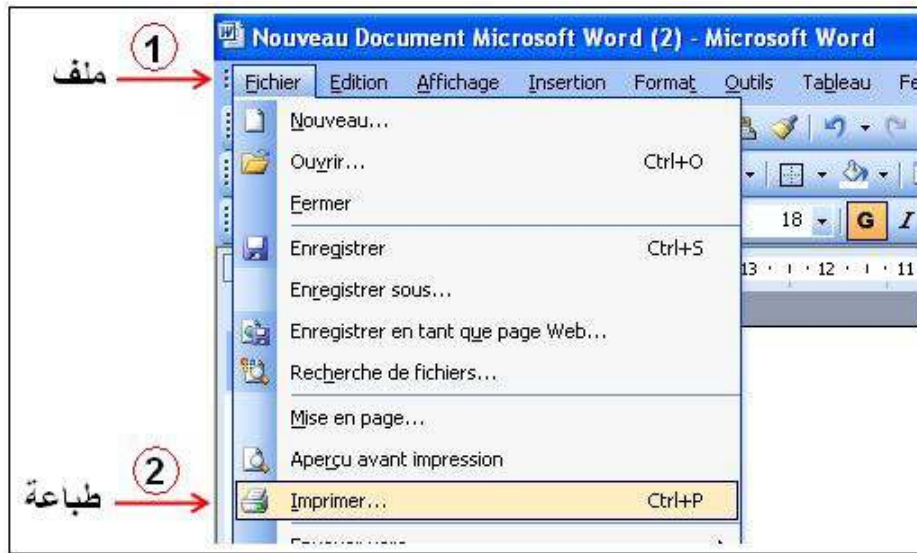 1
Nouveau Document Microsoft Word (2) - Microsoft Word
ملف
Fichier Edition Affichage Insertion Format Outils Tableau Fe
Nouveau...
Ouvrir... Ctrl+O
Fermer
18 G I
Enregistrer Ctrl+S
13 12 11
Enregistrer sous...
Enregistrer en tant que page Web...
Recherche de fichiers...
Mise en page...
Aperçu avant impression
2
طباعة
Imprimer... Ctrl+P